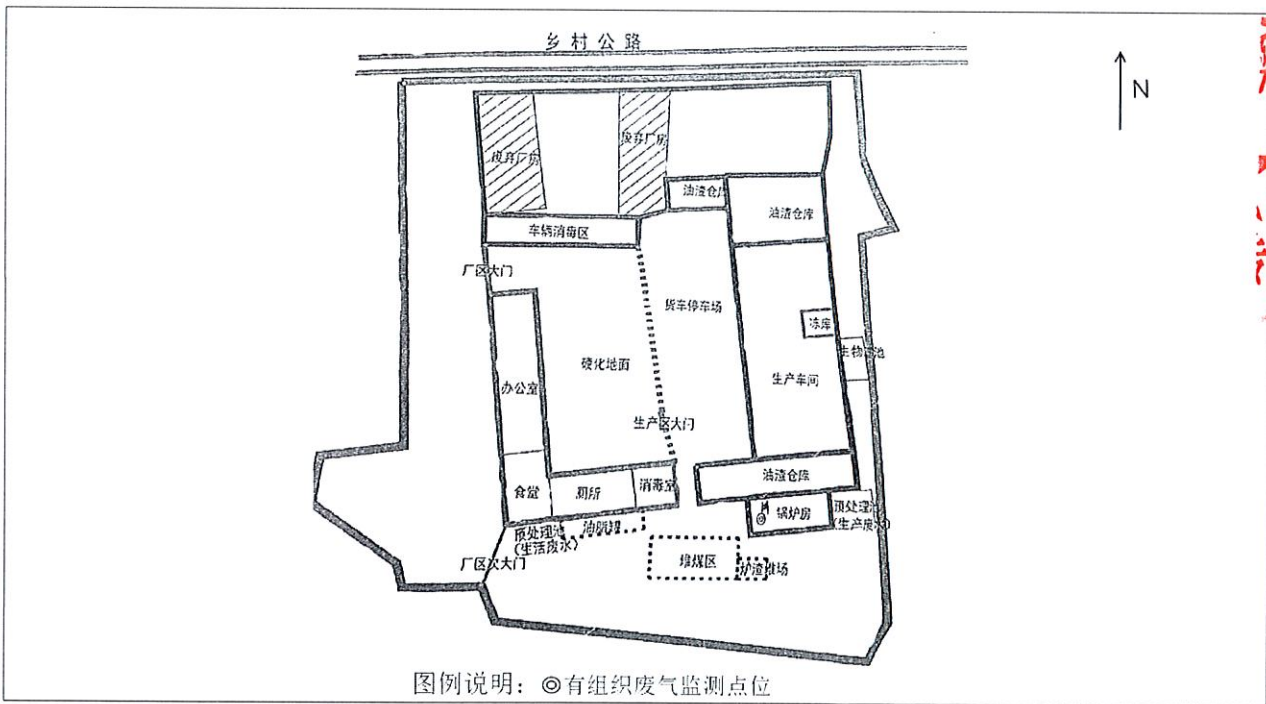 乡村公路
N
废弃厂房
废弃厂房
油渣仓库
油渣仓库
车辆消毒区
厂区大门
货车停车场
冻库
生物滤池
硬化地面
生产车间
办公室
生产区大门
油渣仓库
食堂
厕所
消毒室
锅炉房
预处理池
(生产废水)
预处理池
(生活废水)
厂区次大门
堆煤区
炉渣堆场
图例说明：◎有组织废气监测点位